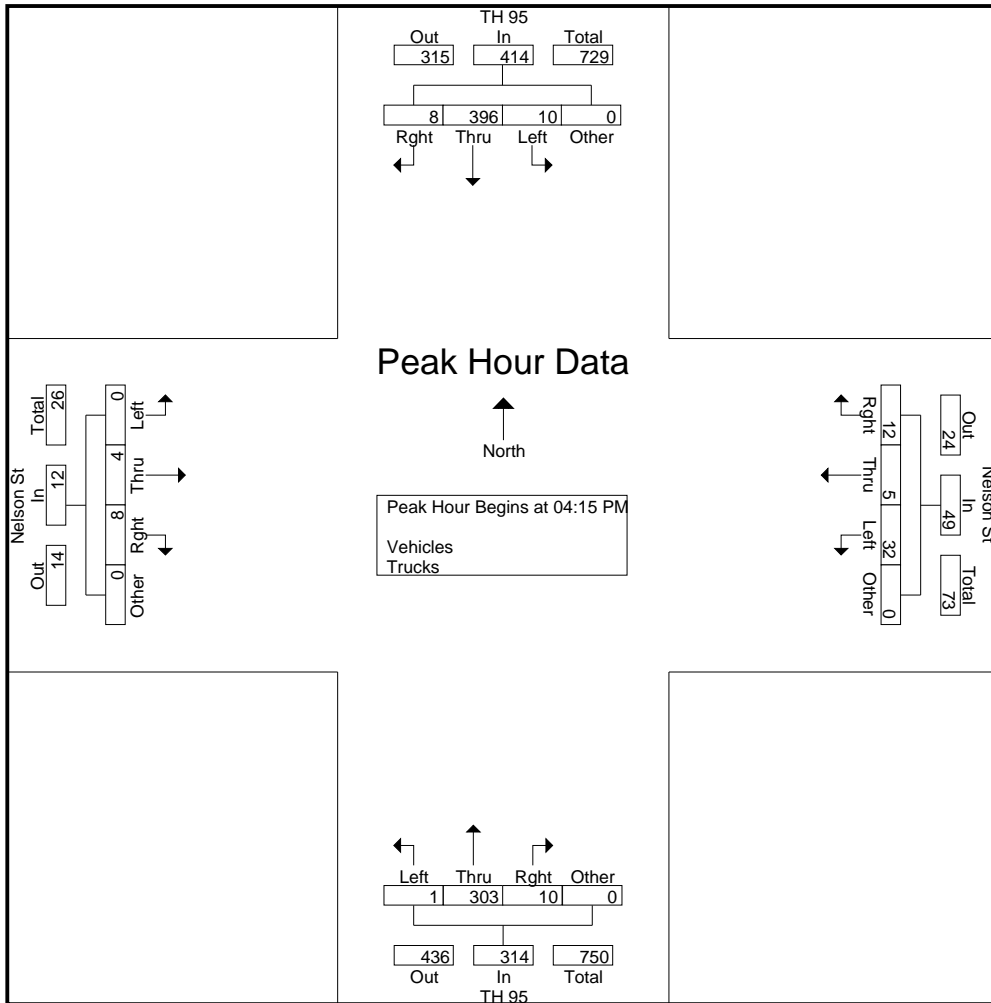 TH 95
Out In Total
315 414 729
8 396 10 0
Rght Thru Left Other
Peak Hour Data
North
Peak Hour Begins at 04:15 PM
Vehicles
Trucks
Nelson St
Total In Out
26 12 14
0 4 8 0
Left Thru Rght Other
Rght Thru Left Other
12 5 32 0
24 49 73
Out In Total
Nelson St
Left Thru Rght Other
1 303 10 0
436 314 750
Out In Total
TH 95